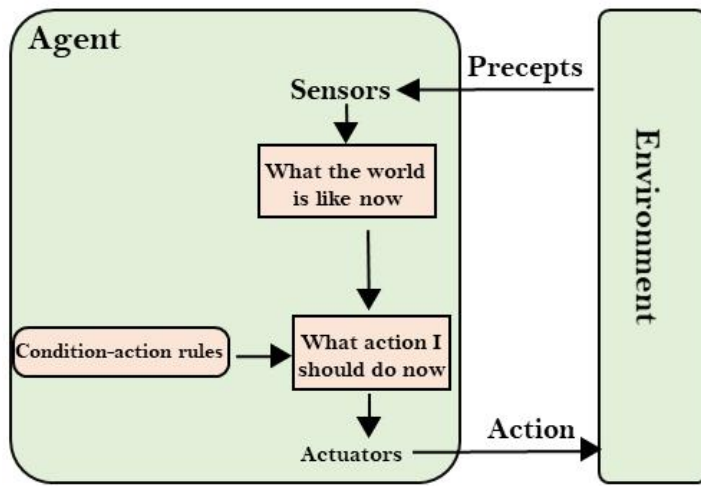 Agent
Precepts
Sensors
What the world
is like now
Environment
Condition-action rules
What action I
should do now
Actuators
Action